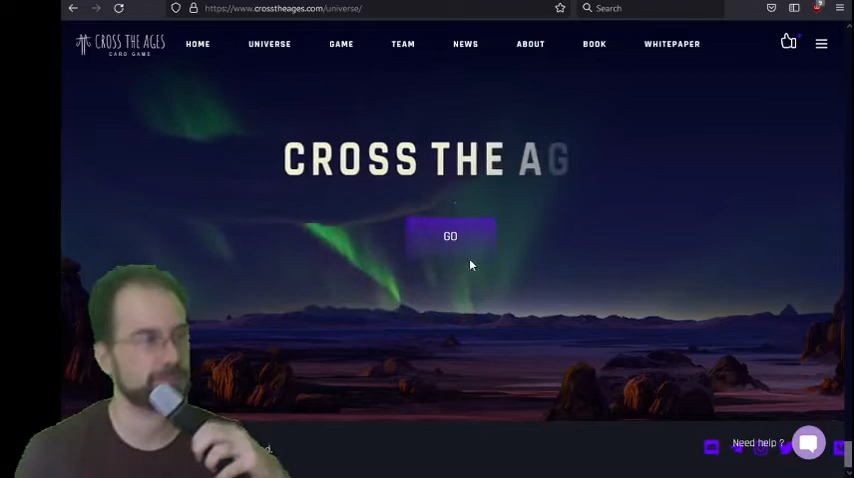 https://www.crosstheages.com/universe/
Search
CROSS THE AGES
CARD GAME
HOME
UNIVERSE
GAME
TEAM
NEWS
ABOUT
BOOK
WHITEPAPER
CROSS THE AG
GO
d.
Need help ?